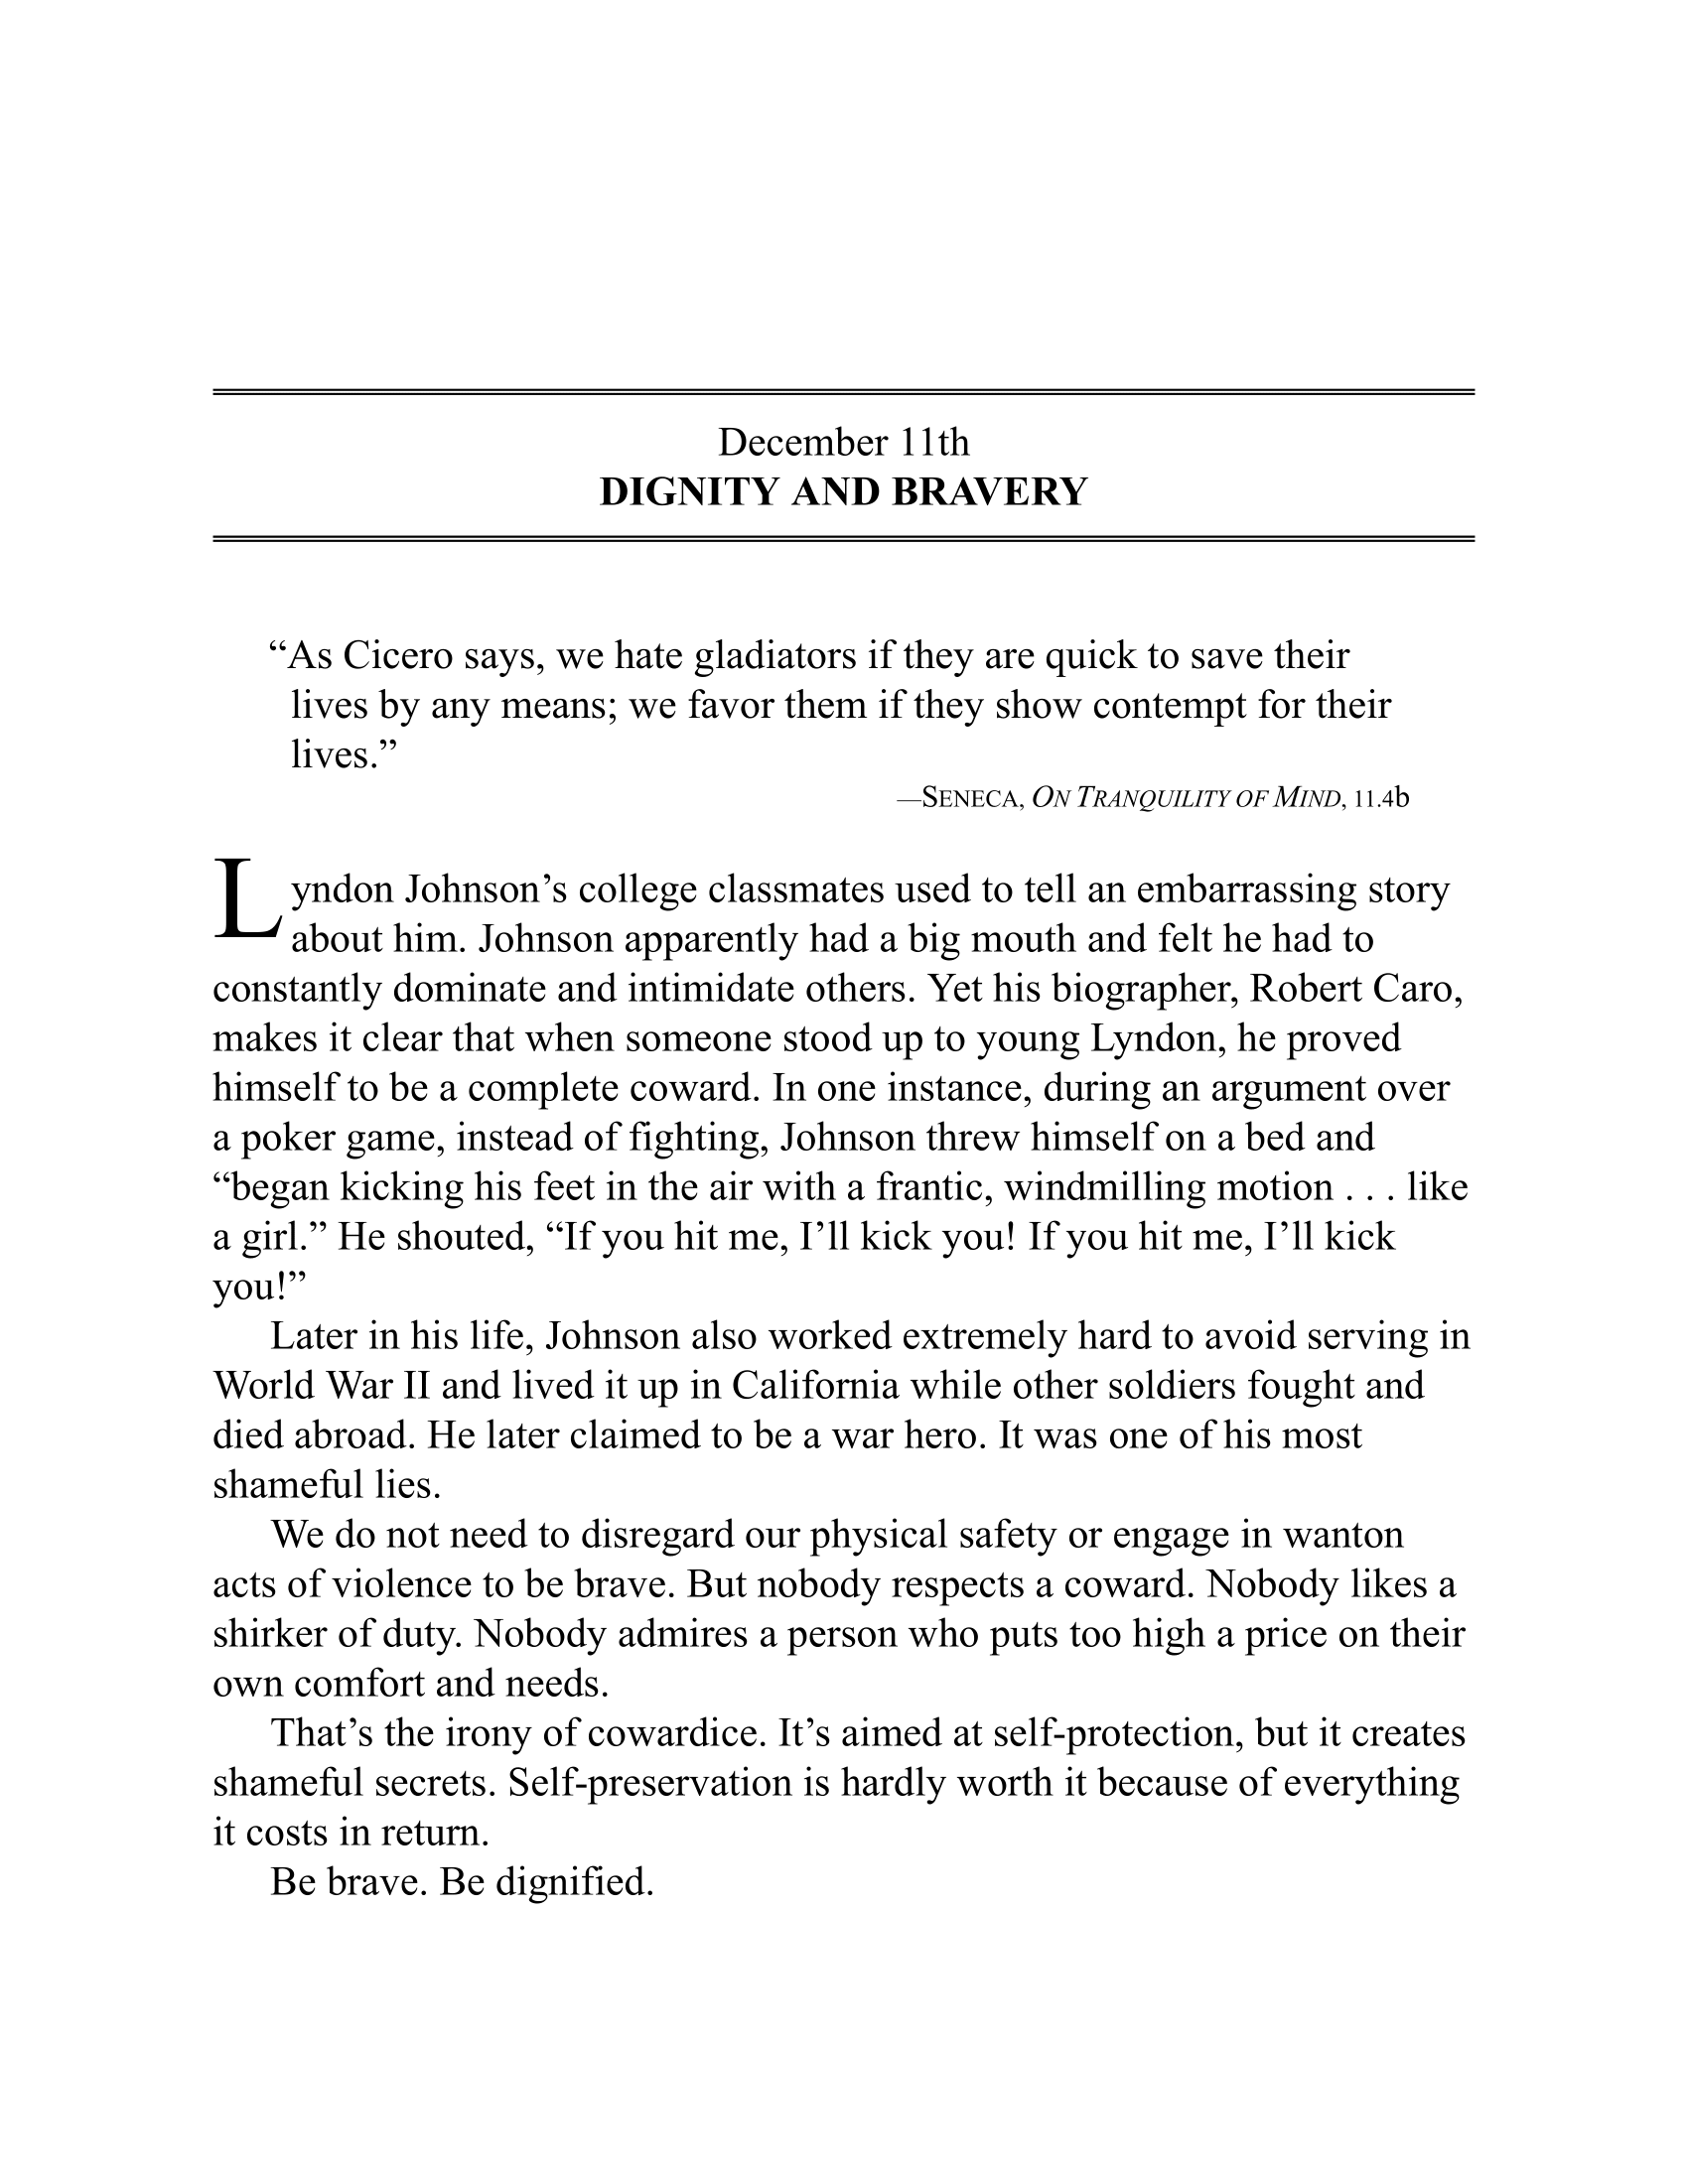 December 11th
DIGNITY AND BRAVERY
“As Cicero says, we hate gladiators if they are quick to save their
lives by any means; we favor them if they show contempt for their
lives.”
—SENECA, ON TRANQUILITY OF MIND, 11.4b
Lyndon Johnson’s college classmates used to tell an embarrassing story
about him. Johnson apparently had a big mouth and felt he had to
constantly dominate and intimidate others. Yet his biographer, Robert Caro,
makes it clear that when someone stood up to young Lyndon, he proved
himself to be a complete coward. In one instance, during an argument over
a poker game, instead of fighting, Johnson threw himself on a bed and
“began kicking his feet in the air with a frantic, windmilling motion . . . like
a girl.” He shouted, “If you hit me, I’ll kick you! If you hit me, I’ll kick
you!”
Later in his life, Johnson also worked extremely hard to avoid serving in
World War II and lived it up in California while other soldiers fought and
died abroad. He later claimed to be a war hero. It was one of his most
shameful lies.
We do not need to disregard our physical safety or engage in wanton
acts of violence to be brave. But nobody respects a coward. Nobody likes a
shirker of duty. Nobody admires a person who puts too high a price on their
own comfort and needs.
That’s the irony of cowardice. It’s aimed at self-protection, but it creates
shameful secrets. Self-preservation is hardly worth it because of everything
it costs in return.
Be brave. Be dignified.